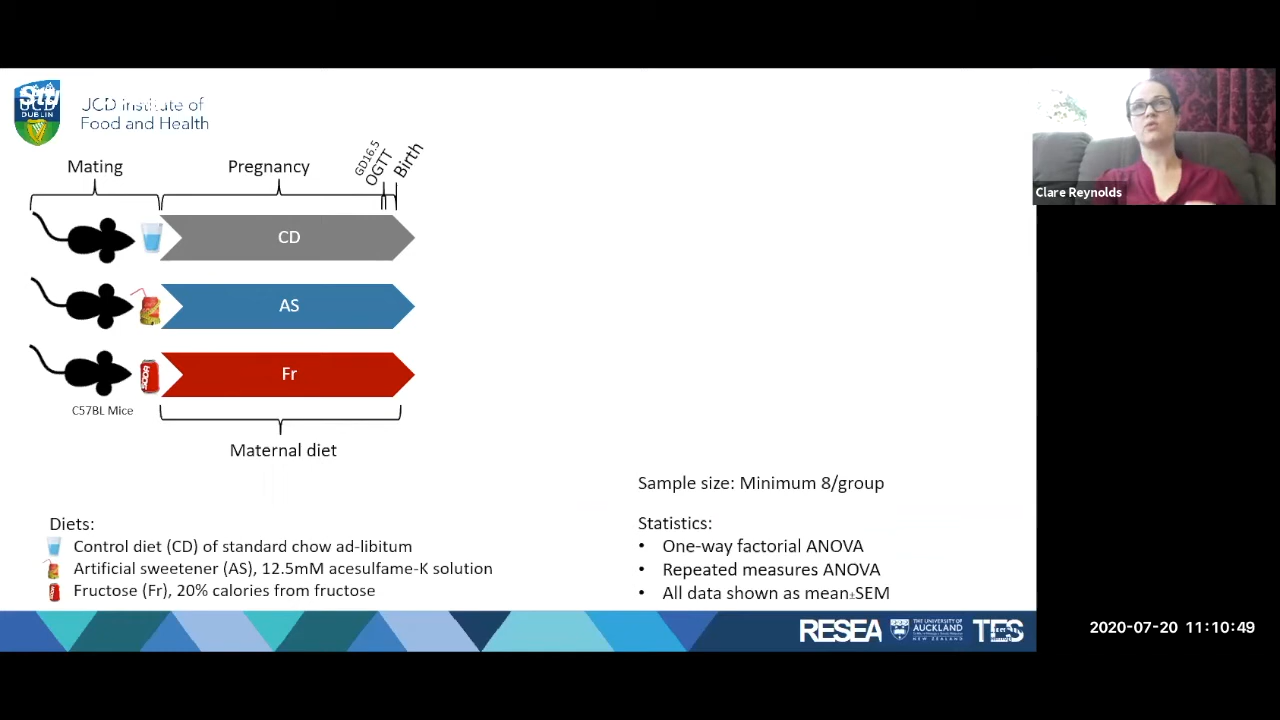 UCD
DUBLIN
UCD Institute of
Food and Health
Mating
Pregnancy
GD16.5
OGTT
Birth
CD
AS
SODA
Fr
C57BL Mice
Maternal diet
Clare Reynolds
Sample size: Minimum 8/group
Diets:
Control diet (CD) of standard chow ad-libitum
Artificial sweetener (AS), 12.5mM acesulfame-K solution
Fructose (Fr), 20% calories from fructose
Statistics:
• One-way factorial ANOVA
• Repeated measures ANOVA
• All data shown as mean±SEM
RESEA
THE UNIVERSITY OF
AUCKLAND
NEW ZEALAND
2020-07-20 11:10:49